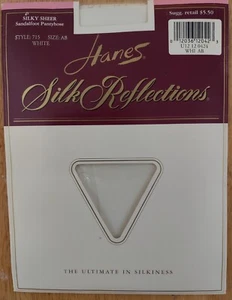 SILKY SHEER
Sandalfoot Pantyhose
STYLE: 715 SIZE: AB
WHITE
Sugg. retail $5.50
Hanes
Silk Reflections
THE ULTIMATE IN SILKINESS